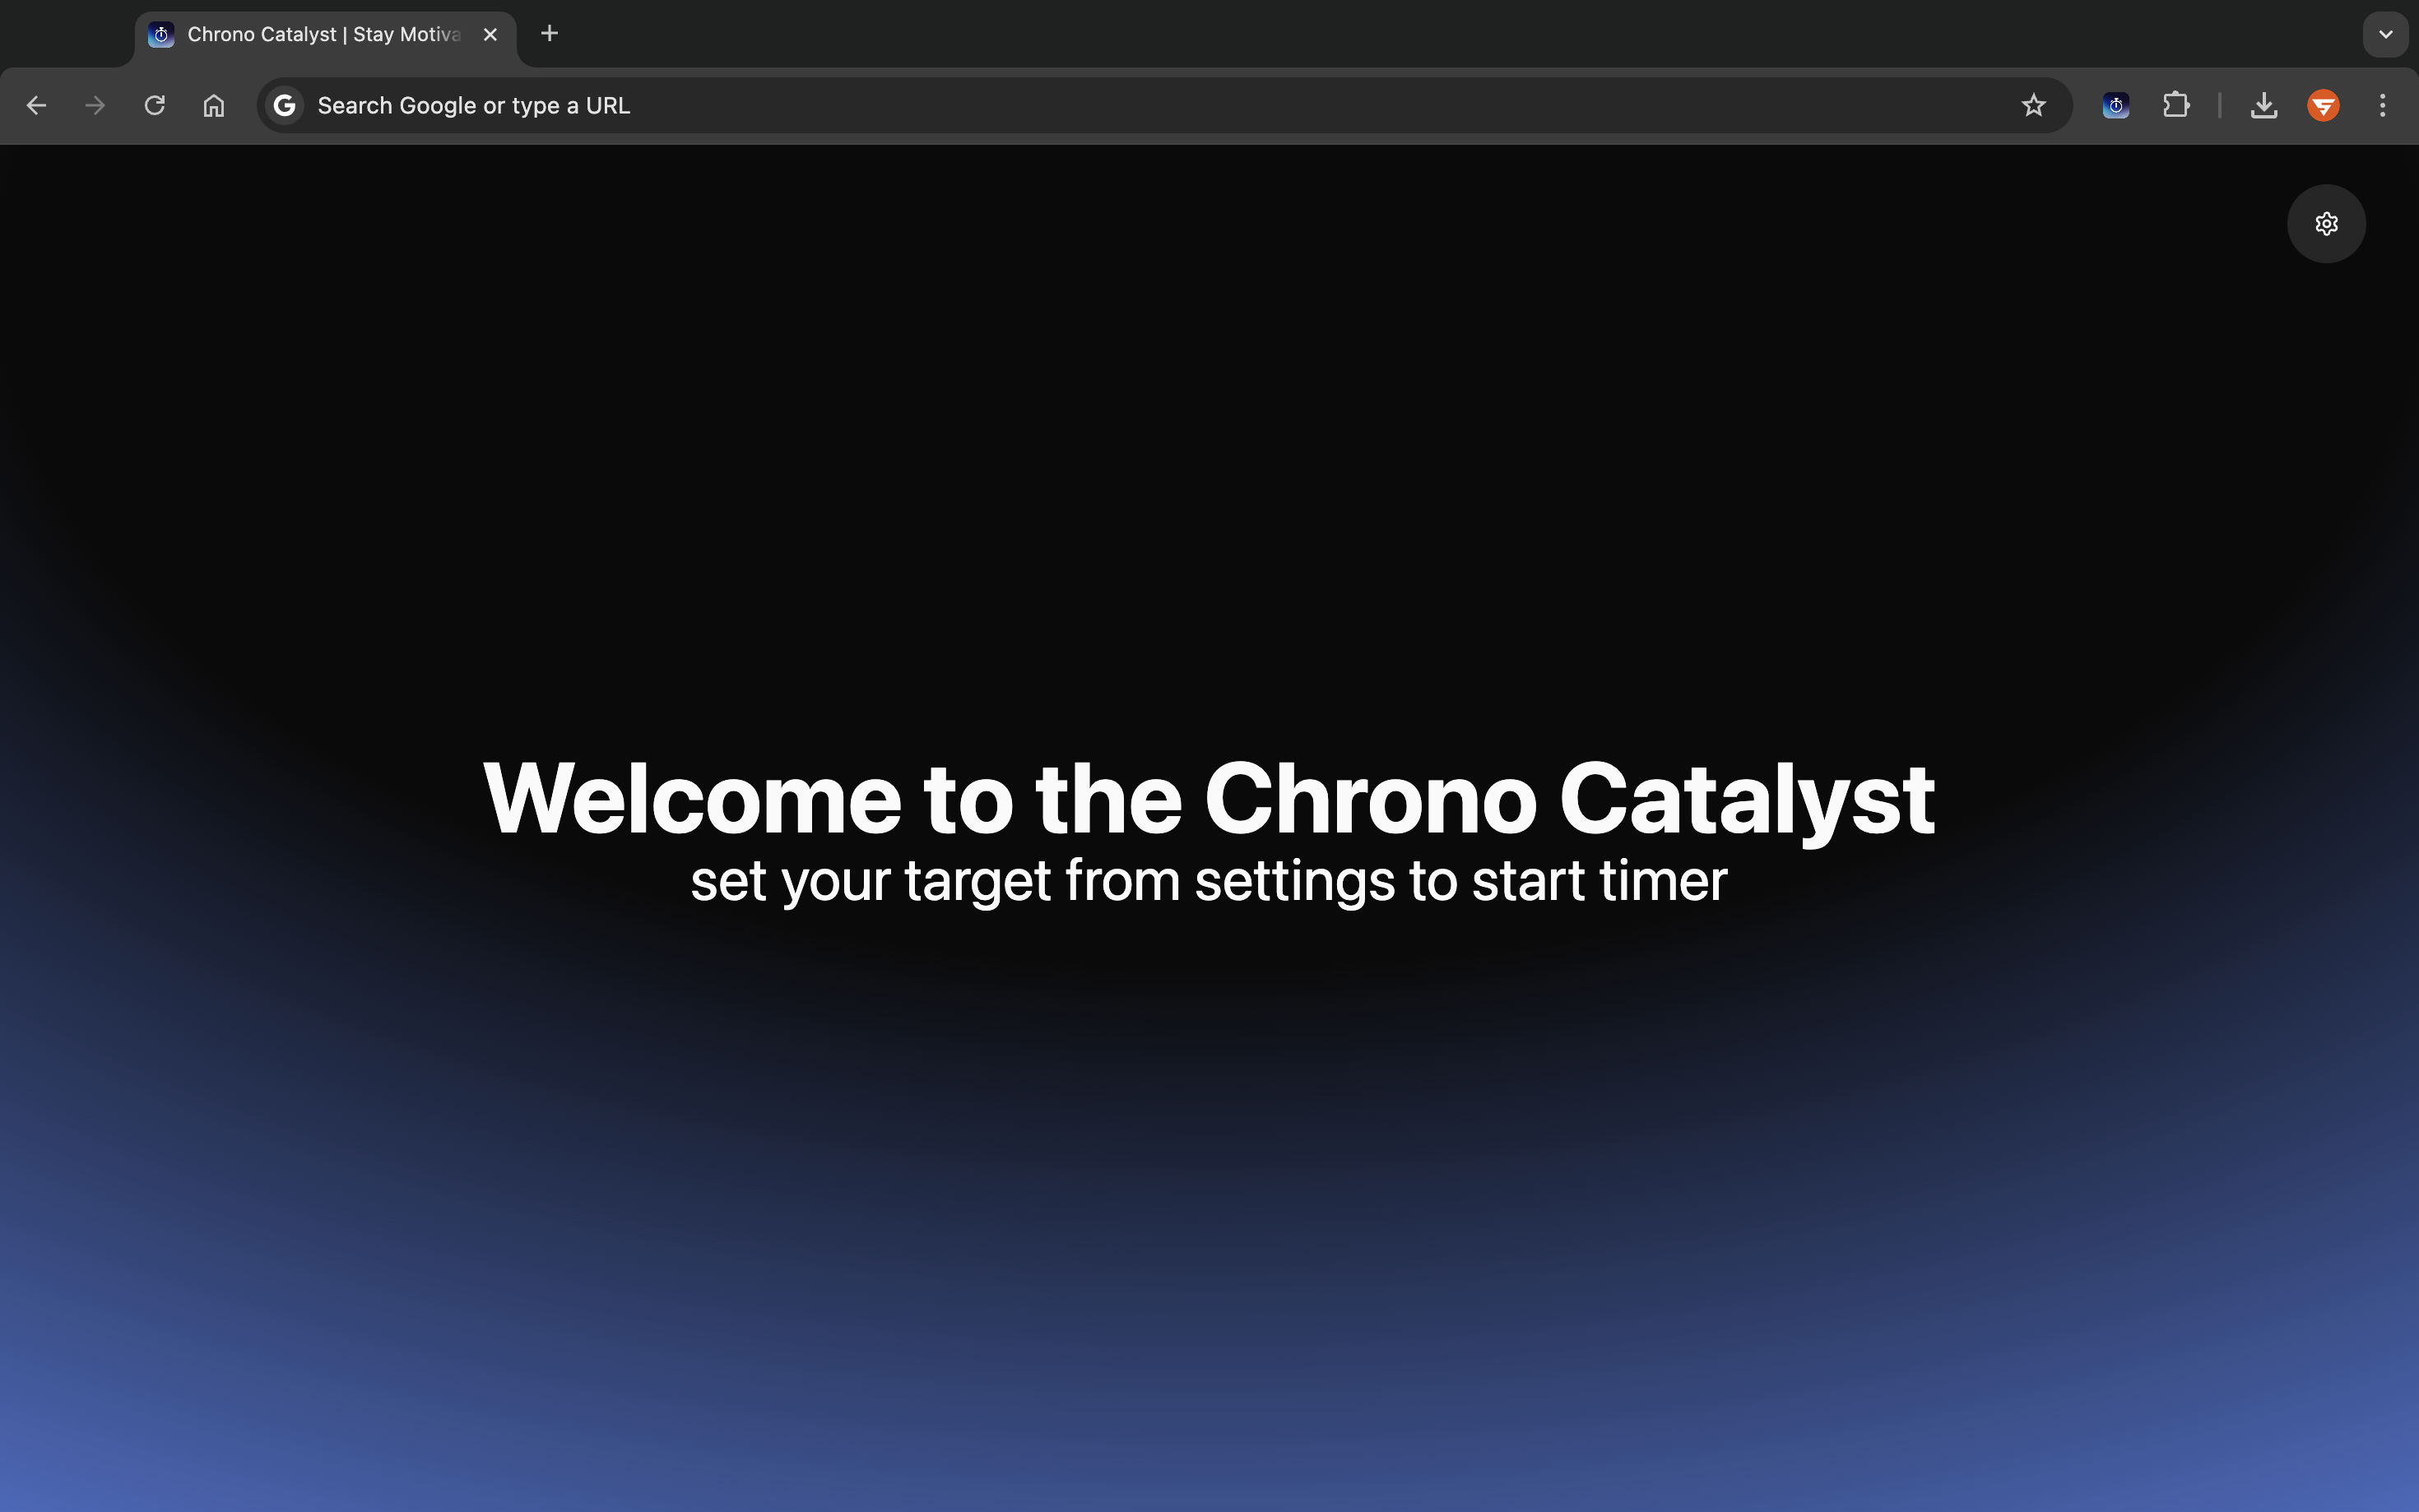 Chrono Catalyst | Stay Motiva
Search Google or type a URL
Welcome to the Chrono Catalyst
set your target from settings to start timer